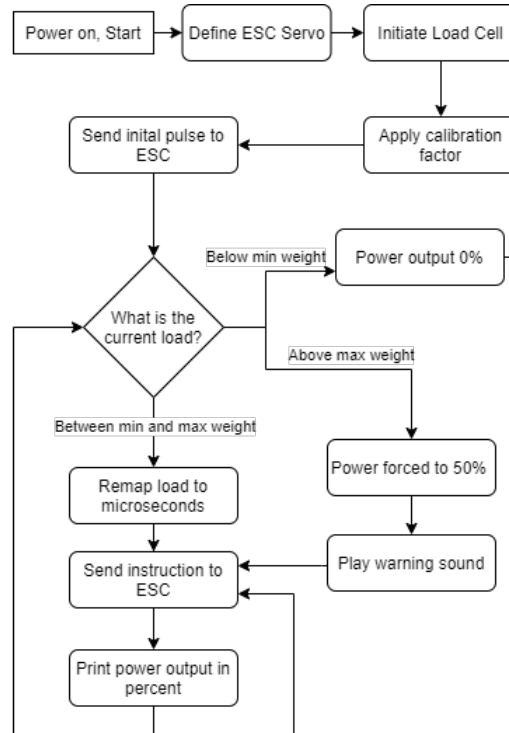 Power on, Start
Define ESC Servo
Initiate Load Cell
Send inital pulse to
ESC
Apply calibration
factor
Below min weight
Power output 0%
What is the
current load?
Above max weight
Between min and max weight
Power forced to 50%
Remap load to
microseconds
Play warning sound
Send instruction to
ESC
Print power output in
percent